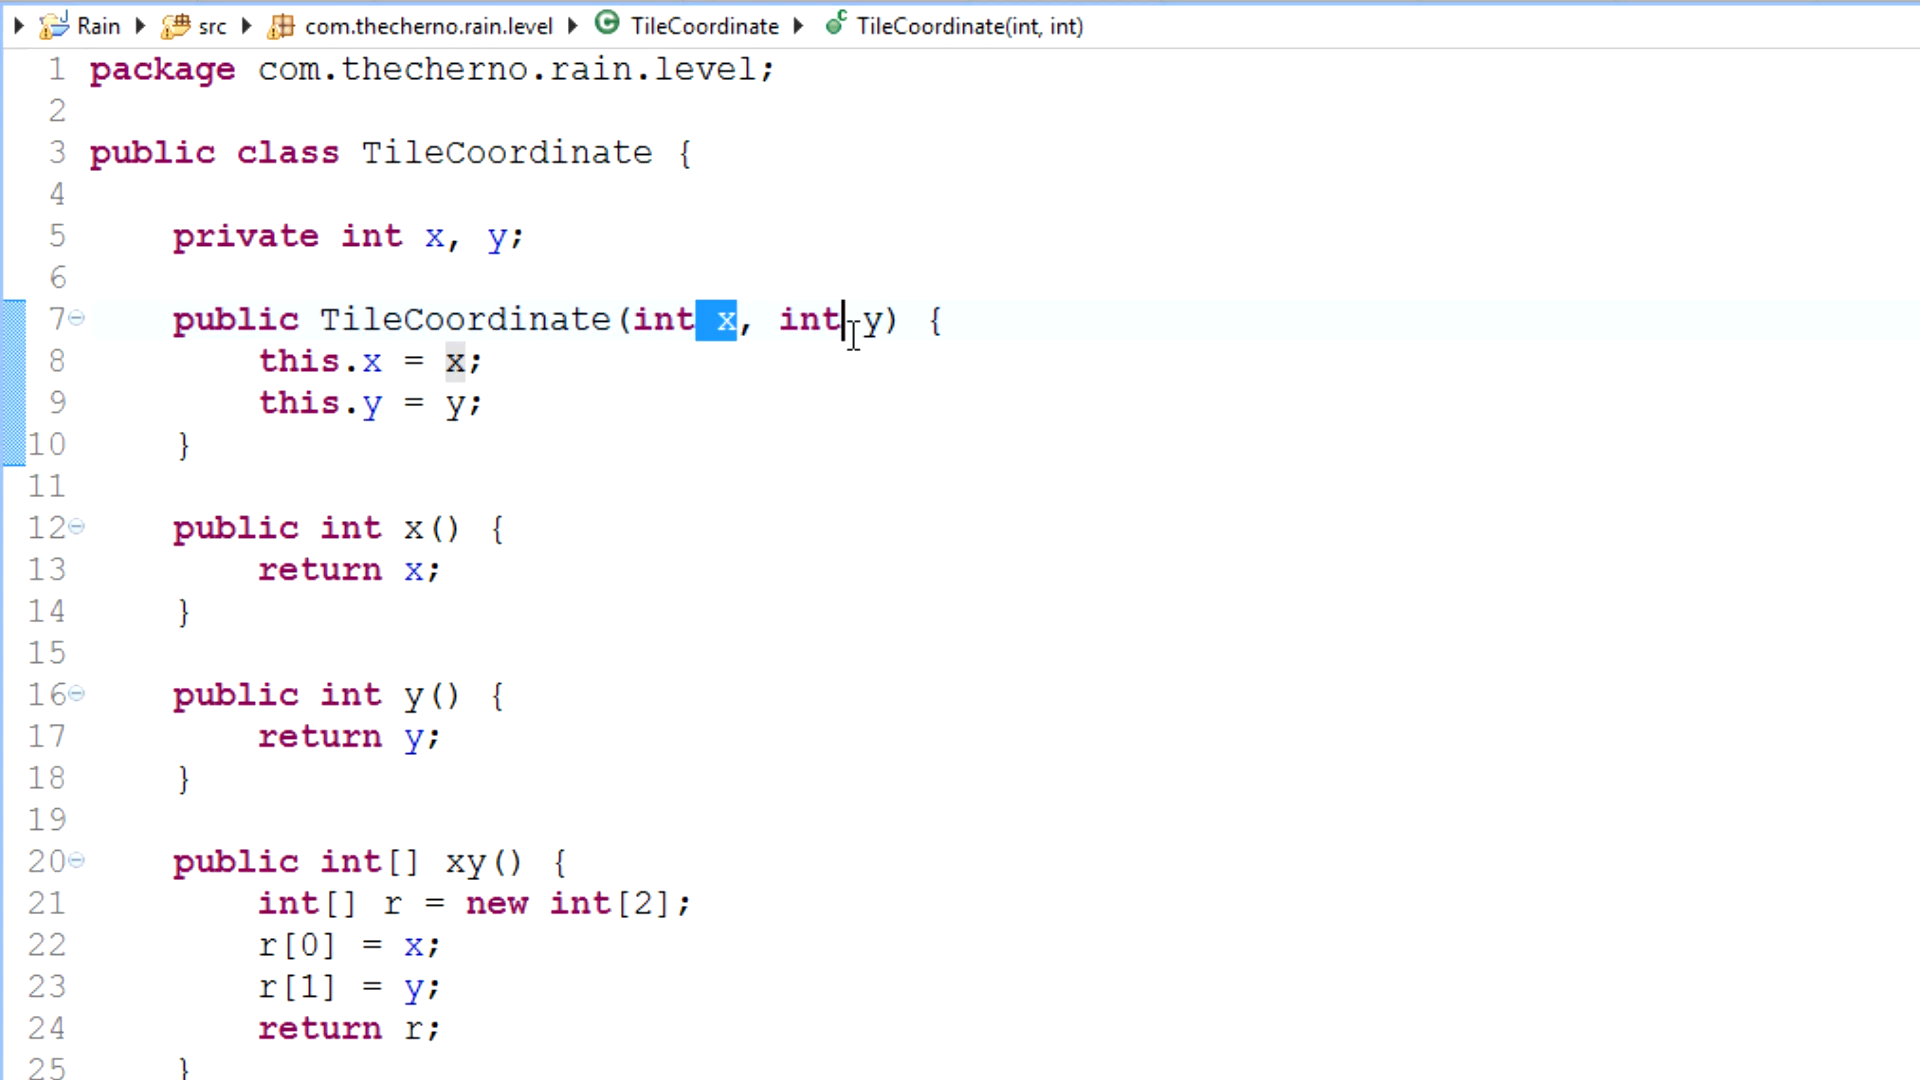 Rain src com.thecherno.rain.level TileCoordinate TileCoordinate(int, int)
1 package com.thecherno.rain.level;
2
3 public class TileCoordinate {
4
5 private int x, y;
6
7 public TileCoordinate(int x, int y) {
8 this.x = x;
9 this.y = y;
10 }
11
12 public int x() {
13 return x;
14 }
15
16 public int y() {
17 return y;
18 }
19
20 public int[] xy() {
21 int[] r = new int[2];
22 r[0] = x;
23 r[1] = y;
24 return r;
25 }